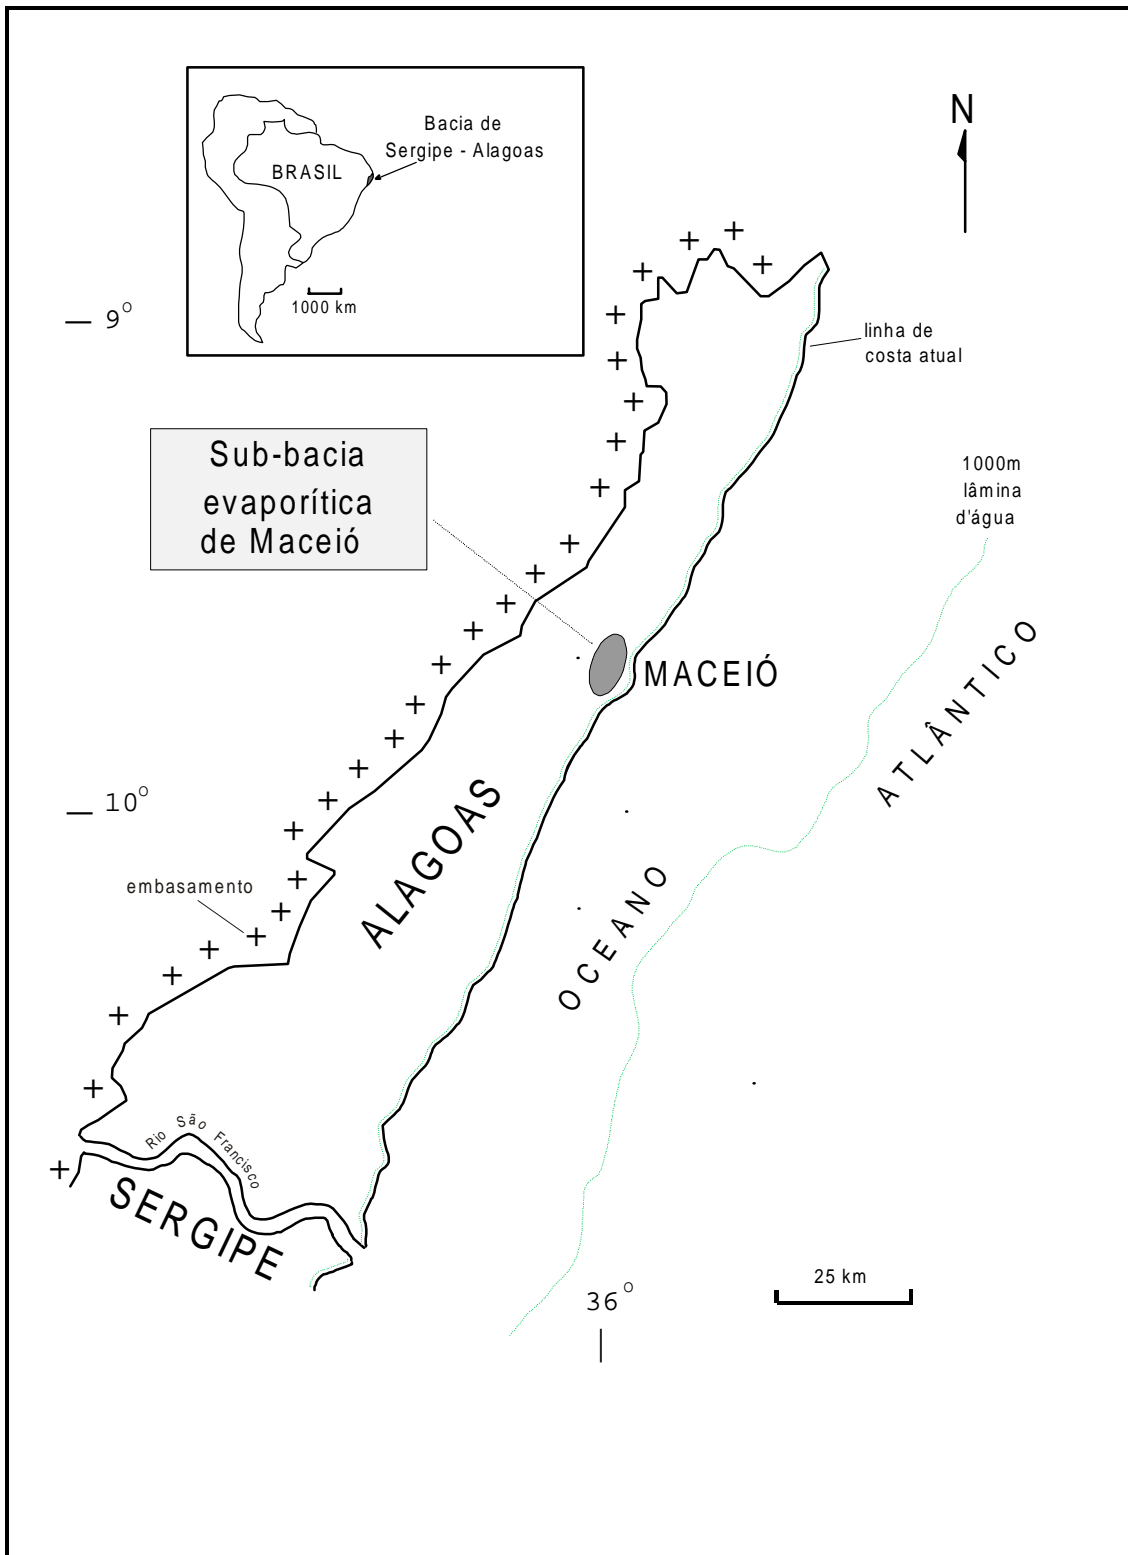 Bacia de
Sergipe - Alagoas
BRASIL
1000 km
N
9°
linha de
costa atual
Sub-bacia
evaporítica
de Maceió
1000m
lâmina
d'água
MACEIÓ
ATLÂNTICO
10°
ALAGOAS
embasamento
OCEANO
Rio São Francisco
SERGIPE
25 km
36°